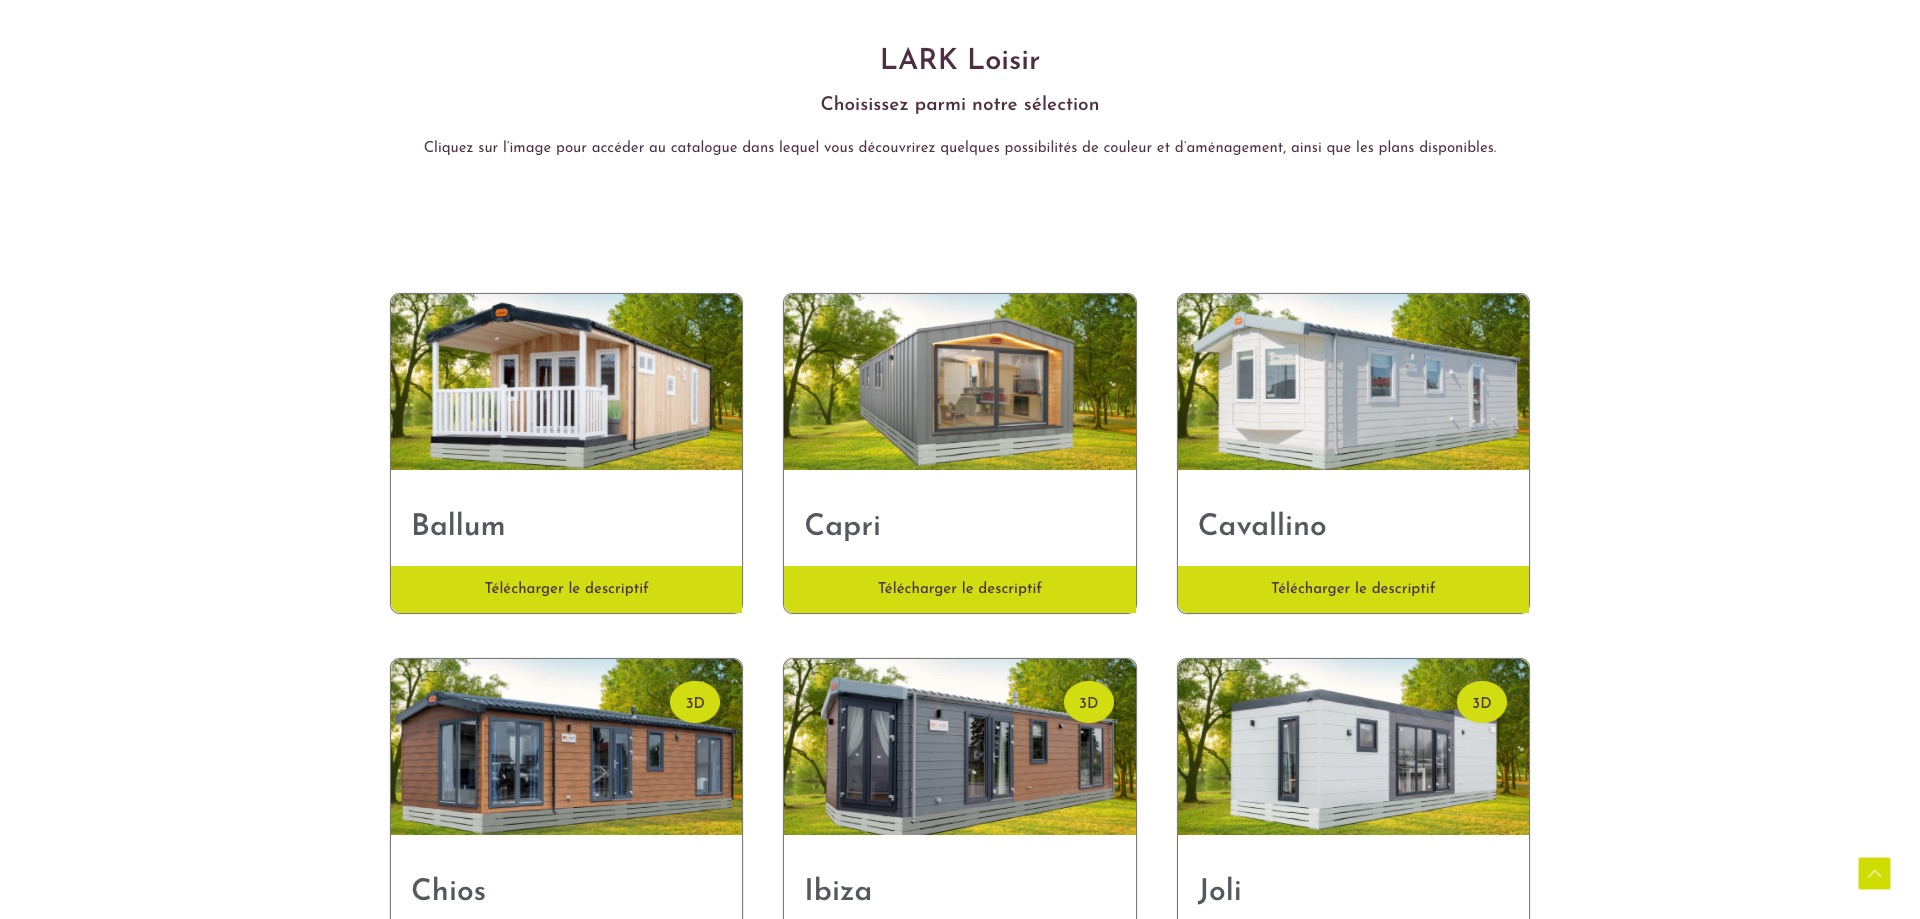 LARK Loisir
Choisissez parmi notre sélection
Cliquez sur l'image pour accéder au catalogue dans lequel vous découvrirez quelques possibilités de couleur et d'aménagement, ainsi que les plans disponibles.
Ballum
Capri
Cavallino
Télécharger le descriptif
Télécharger le descriptif
Télécharger le descriptif
3D
3D
3D
Chios
Ibiza
Joli